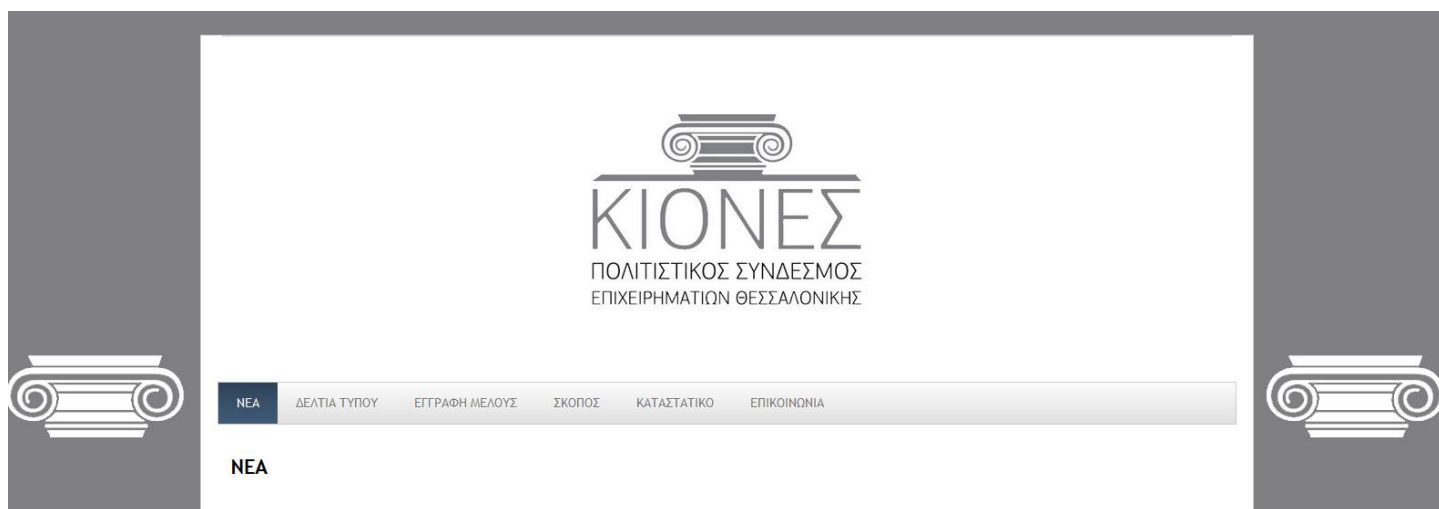 ΚΙΟΝΕΣ
ΠΟΛΙΤΙΣΤΙΚΟΣ ΣΥΝΔΕΣΜΟΣ
ΕΠΙΧΕΙΡΗΜΑΤΙΩΝ ΘΕΣΣΑΛΟΝΙΚΗΣ
ΝΕΑ ΔΕΛΤΙΑ ΤΥΠΟΥ ΕΓΓΡΑΦΗ ΜΕΛΟΥΣ ΣΚΟΠΟΣ ΚΑΤΑΣΤΑΤΙΚΟ ΕΠΙΚΟΙΝΩΝΙΑ
ΝΕΑ